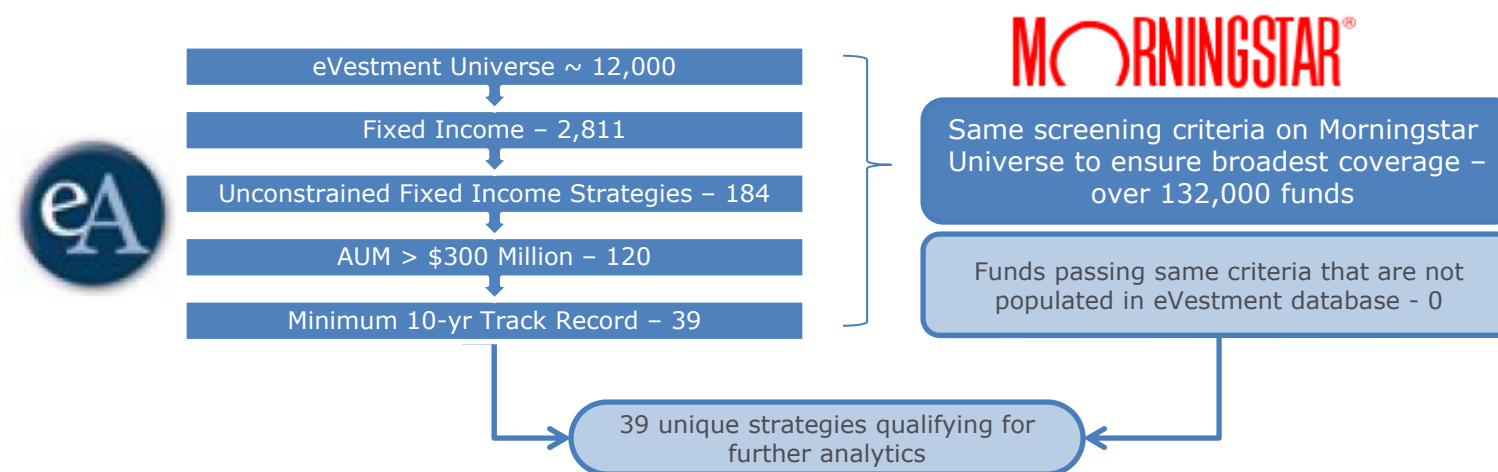 MORNINGSTAR®
eVestment Universe ~ 12,000
Fixed Income – 2,811
Unconstrained Fixed Income Strategies – 184
AUM > $300 Million – 120
Minimum 10-yr Track Record – 39
eA
Same screening criteria on Morningstar
Universe to ensure broadest coverage –
over 132,000 funds
Funds passing same criteria that are not
populated in eVestment database - 0
39 unique strategies qualifying for
further analytics